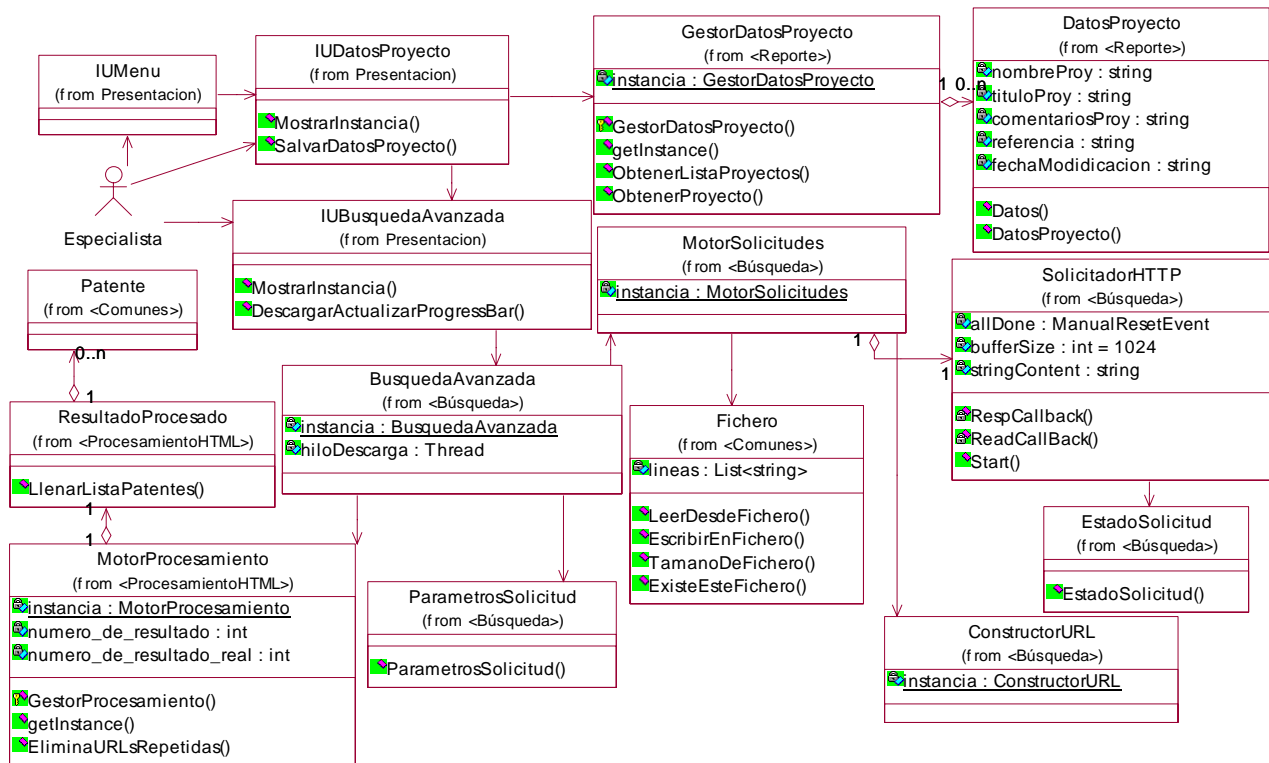 IUMenu
(from Presentacion)
IUDatosProyecto
(from Presentacion)
MostrarInstancia()
SalvarDatosProyecto()
GestorDatosProyecto
(from <Reporte>)
instancia : GestorDatosProyecto
GestorDatosProyecto()
getInstance()
ObtenerListaProyectos()
ObtenerProyecto()
1 0..n
DatosProyecto
(from <Reporte>)
nombreProy : string
tituloProy : string
comentariosProy : string
referencia : string
fechaModidicacion : string
Datos()
DatosProyecto()
Especialista
IUBusquedaAvanzada
(from Presentacion)
MostrarInstancia()
DescargarActualizarProgressBar()
MotorSolicitudes
(from <Búsqueda>)
instancia : MotorSolicitudes
1
1
SolicitadorHTTP
(from <Búsqueda>)
allDone : ManualResetEvent
bufferSize : int = 1024
stringContent : string
RespCallback()
ReadCallBack()
Start()
Patente
(from <Comunes>)
0..n
1
ResultadoProcesado
(from <ProcesamientoHTML>)
LlenarListaPatentes()
1
1
BusquedaAvanzada
(from <Búsqueda>)
instancia : BusquedaAvanzada
hiloDescarga : Thread
Fichero
(from <Comunes>)
lineas : List<string>
LeerDesdeFichero()
EscribirEnFichero()
TamanoDeFichero()
ExisteEsteFichero()
EstadoSolicitud
(from <Búsqueda>)
EstadoSolicitud()
MotorProcesamiento
(from <ProcesamientoHTML>)
instancia : MotorProcesamiento
numero_de_resultado : int
numero_de_resultado_real : int
GestorProcesamiento()
getInstance()
EliminaURLsRepetidas()
ParametrosSolicitud
(from <Búsqueda>)
ParametrosSolicitud()
ConstructorURL
(from <Búsqueda>)
instancia : ConstructorURL